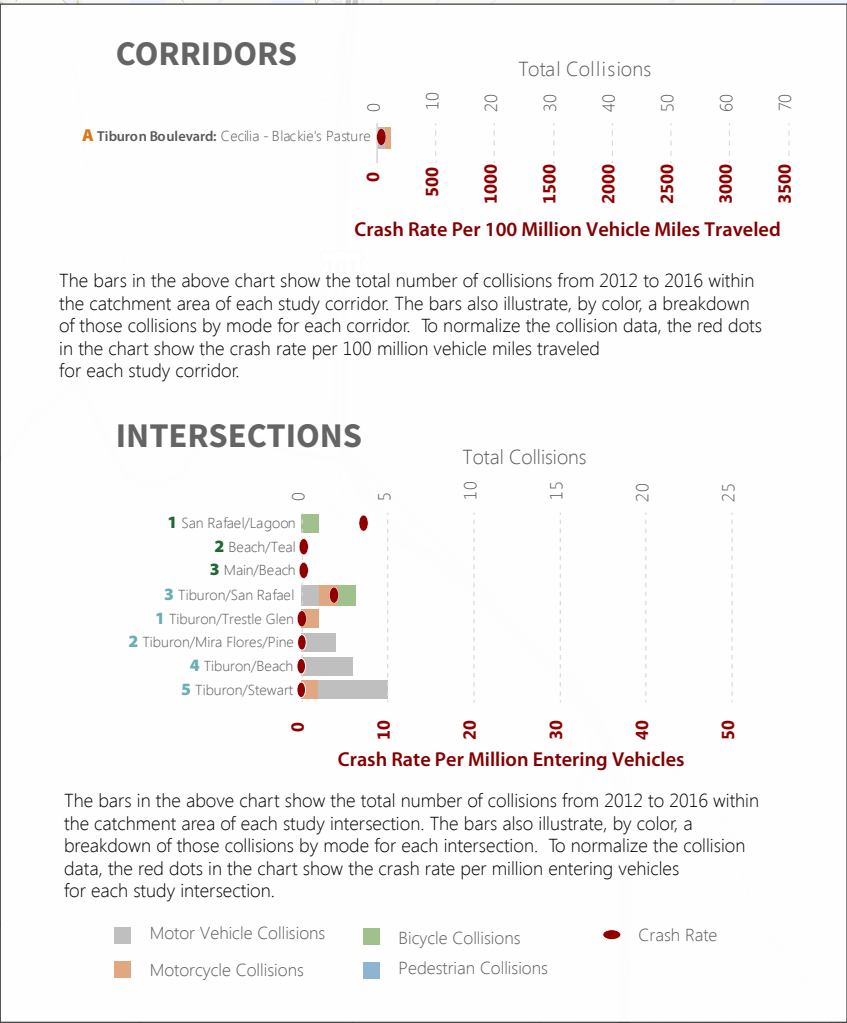 CORRIDORS
Total Collisions
0 10 20 30 40 50 60 70
A Tiburon Boulevard: Cecilia - Blackie's Pasture
0 500 1000 1500 2000 2500 3000 3500
Crash Rate Per 100 Million Vehicle Miles Traveled
The bars in the above chart show the total number of collisions from 2012 to 2016 within
the catchment area of each study corridor. The bars also illustrate, by color, a breakdown
of those collisions by mode for each corridor. To normalize the collision data, the red dots
in the chart show the crash rate per 100 million vehicle miles traveled
for each study corridor.
INTERSECTIONS
Total Collisions
0 5 10 15 20 25
1 San Rafael/Lagoon
2 Beach/Teal
3 Main/Beach
3 Tiburon/San Rafael
1 Tiburon/Trestle Glen
2 Tiburon/Mira Flores/Pine
4 Tiburon/Beach
5 Tiburon/Stewart
0 10 20 30 40 50
Crash Rate Per Million Entering Vehicles
The bars in the above chart show the total number of collisions from 2012 to 2016 within
the catchment area of each study intersection. The bars also illustrate, by color, a
breakdown of those collisions by mode for each intersection. To normalize the collision
data, the red dots in the chart show the crash rate per million entering vehicles
for each study intersection.
Motor Vehicle Collisions
Bicycle Collisions
Crash Rate
Motorcycle Collisions
Pedestrian Collisions